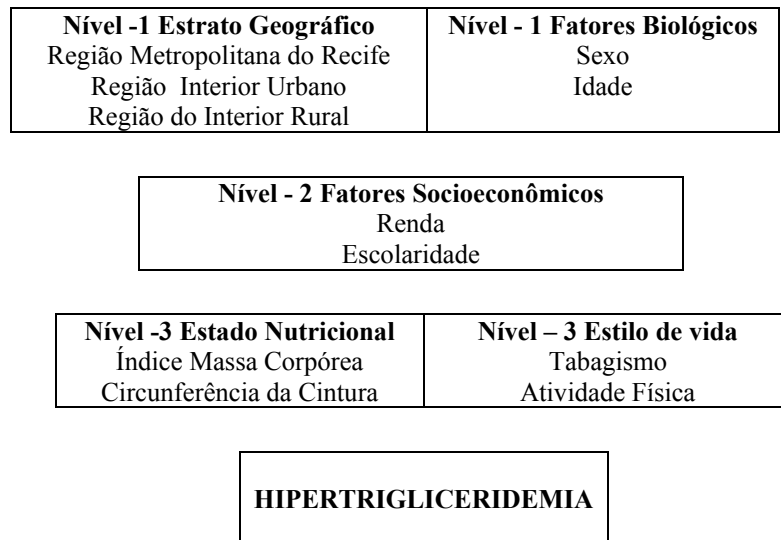 Nível -1 Estrato Geográfico
Região Metropolitana do Recife
Região Interior Urbano
Região do Interior Rural
Nível - 1 Fatores Biológicos
Sexo
Idade
Nível - 2 Fatores Socioeconômicos
Renda
Escolaridade
Nível -3 Estado Nutricional
Índice Massa Corpórea
Circunferência da Cintura
Nível – 3 Estilo de vida
Tabagismo
Atividade Física
HIPERTRIGLICERIDEMIA